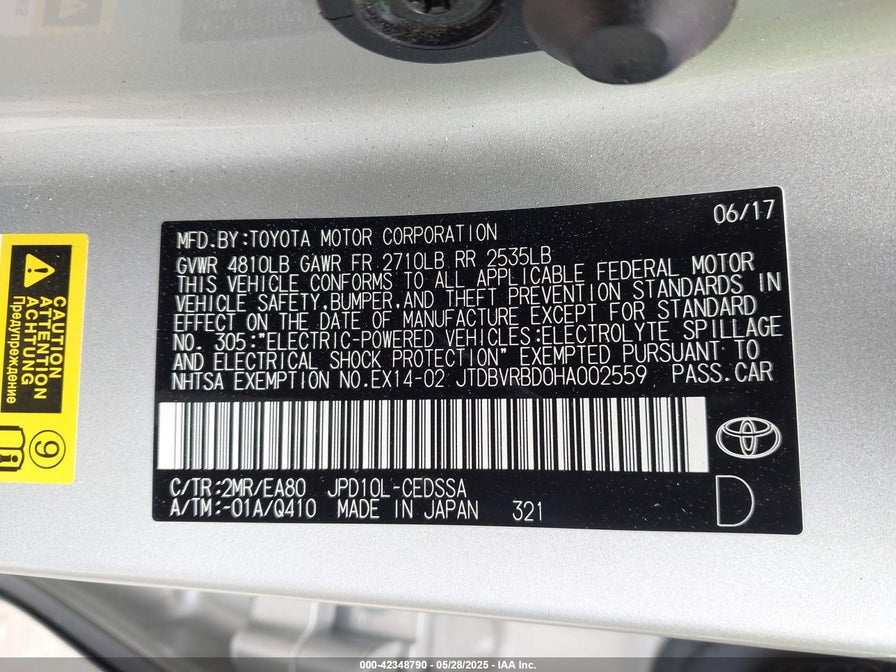 06/17
MFD.BY:TOYOTA MOTOR CORPORATION
GVWR 4810LB GAWR FR 2710LB RR 2535LB
THIS VEHICLE CONFORMS TO ALL APPLICABLE FEDERAL MOTOR
VEHICLE SAFETY,BUMPER,AND THEFT PREVENTION STANDARDS IN
EFFECT ON THE DATE OF MANUFACTURE EXCEPT FOR STANDARD
NO. 305:"ELECTRIC-POWERED VEHICLES:ELECTROLYTE SPILLAGE
AND ELECTRICAL SHOCK PROTECTION" EXEMPTED PURSUANT TO
NHTSA EXEMPTION NO.EX14-02 JTDBVRBD0HA002559 PASS.CAR
C/TR:2MR/EA80 JPD10L-CEDSSA
A/TM:-01A/Q410 MADE IN JAPAN 321
D
CAUTION
ATTENTION
ACHTUNG
Предупреждение
9
000-42348790 - 05/28/2025 - IAA Inc.